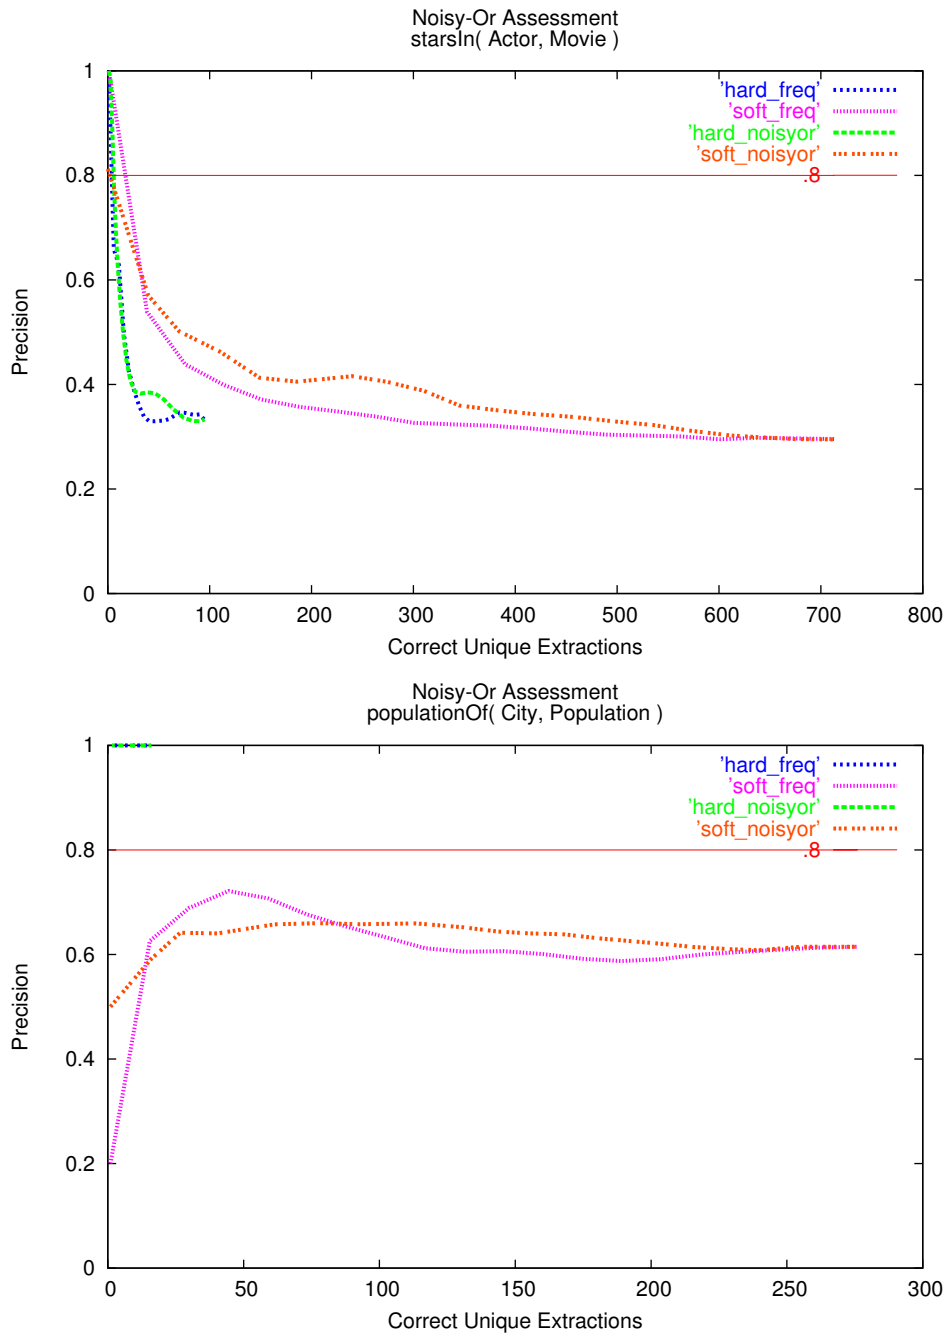 Noisy-Or Assessment
starsIn( Actor, Movie )
1
0.8
0.6
0.4
0.2
0
Precision
'hard_freq'
'soft_freq'
'hard_noisyor'
'soft_noisyor'
.8
0 100 200 300 400 500 600 700 800
Correct Unique Extractions
Noisy-Or Assessment
populationOf( City, Population )
1
0.8
0.6
0.4
0.2
0
Precision
'hard_freq'
'soft_freq'
'hard_noisyor'
'soft_noisyor'
.8
0 50 100 150 200 250 300
Correct Unique Extractions